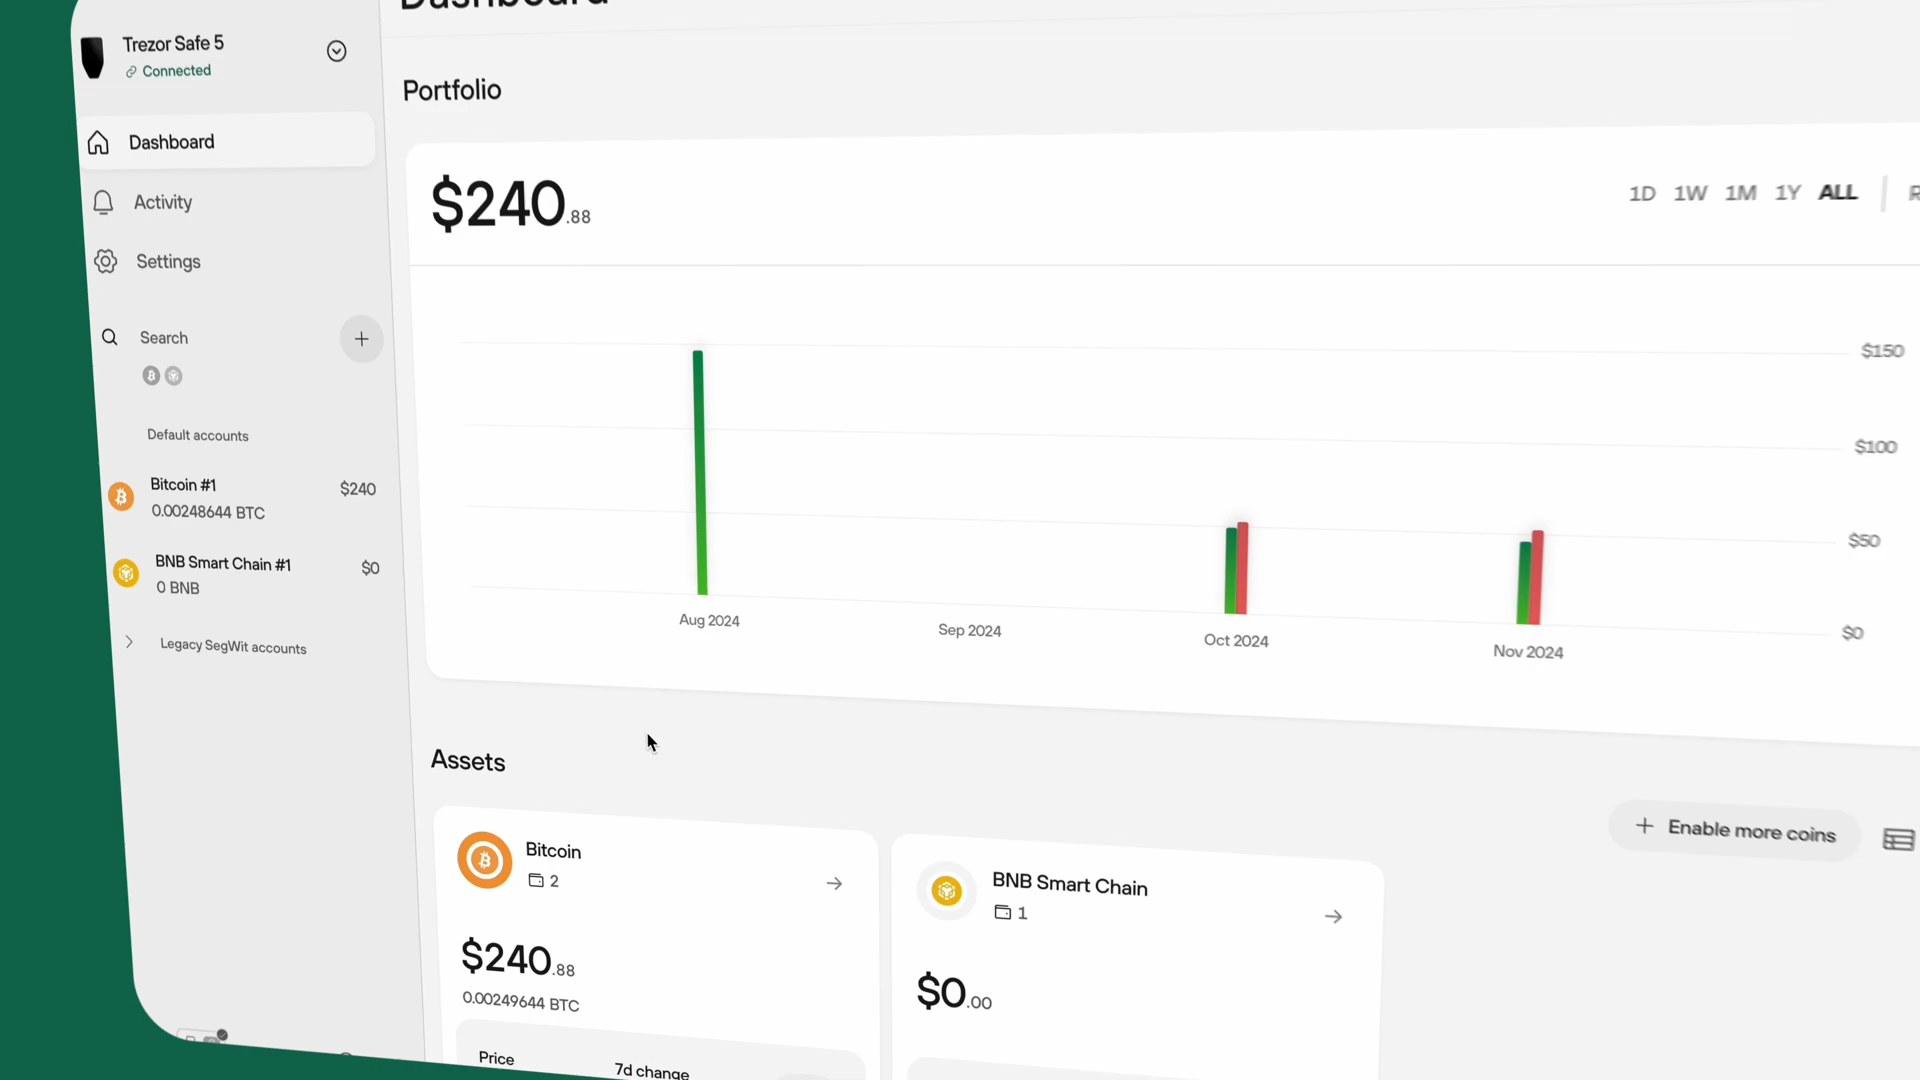 Dashboard
Trezor Safe 5
Connected
Dashboard
Activity
Settings
Search
Default accounts
Bitcoin #1
$240
0.00248644 BTC
BNB Smart Chain #1
$0
0 BNB
Legacy SegWit accounts
Portfolio
$240.88
1D 1W 1M 1Y ALL
$150
$100
$50
$0
Aug 2024
Sep 2024
Oct 2024
Nov 2024
Assets
Enable more coins
Bitcoin
2
$240.88
0.00249644 BTC
Price
7d change
BNB Smart Chain
1
$0.00